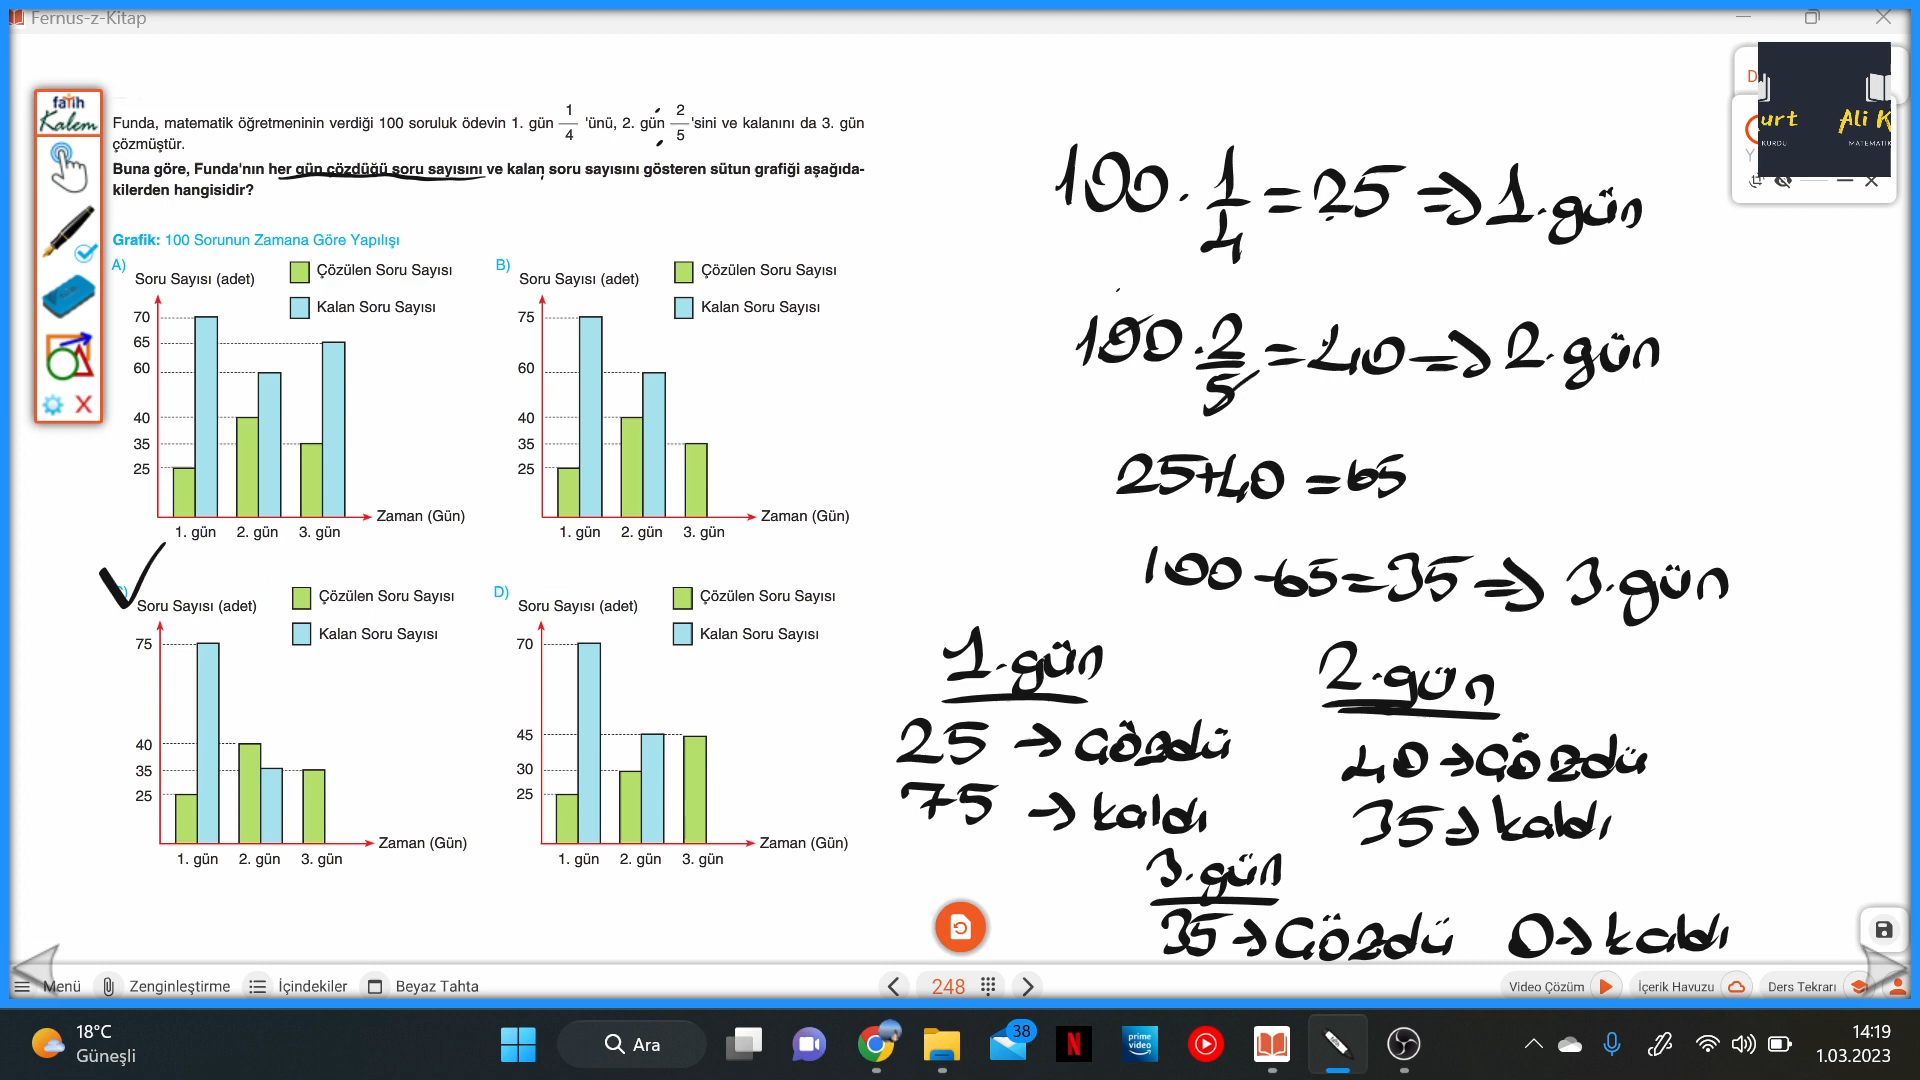 Fernus-z-Kitap
fatih
Kalem
Funda, matematik öğretmeninin verdiği 100 soruluk ödevin 1. gün 1/4 'ünü, 2. gün 2/5 'sini ve kalanını da 3. gün
çözmüştür.
Buna göre, Funda'nın her gün çözdüğü soru sayısını ve kalan soru sayısını gösteren sütun grafiği aşağıda-
kilerden hangisidir?
Grafik: 100 Sorunun Zamana Göre Yapılışı
A)
Soru Sayısı (adet)
Çözülen Soru Sayısı
Kalan Soru Sayısı
70
65
60
40
35
25
1. gün 2. gün 3. gün
Zaman (Gün)
B)
Soru Sayısı (adet)
Çözülen Soru Sayısı
Kalan Soru Sayısı
75
60
40
35
25
1. gün 2. gün 3. gün
Zaman (Gün)
Soru Sayısı (adet)
Çözülen Soru Sayısı
Kalan Soru Sayısı
75
40
35
25
1. gün 2. gün 3. gün
Zaman (Gün)
D)
Soru Sayısı (adet)
Çözülen Soru Sayısı
Kalan Soru Sayısı
70
45
30
25
1. gün 2. gün 3. gün
Zaman (Gün)
100 . 1/4 = 25 => 1. gün
100 . 2/5 = 40 => 2. gün
25+40 = 65
100-65=35 => 3. gün
1. gün
25 -> Çözdü
75 -> kaldı
2. gün
40 -> Çözdü
35 -> kaldı
3. gün
35 -> Çözdü 0 -> kaldı
urt Ali K
KURDU MATEMATIK
D
Y
Menü Zenginleştirme İçindekiler Beyaz Tahta
248
Video Çözüm İçerik Havuzu Ders Tekrarı
18°C
Güneşli
Ara
38
N
prime
video
14:19
1.03.2023